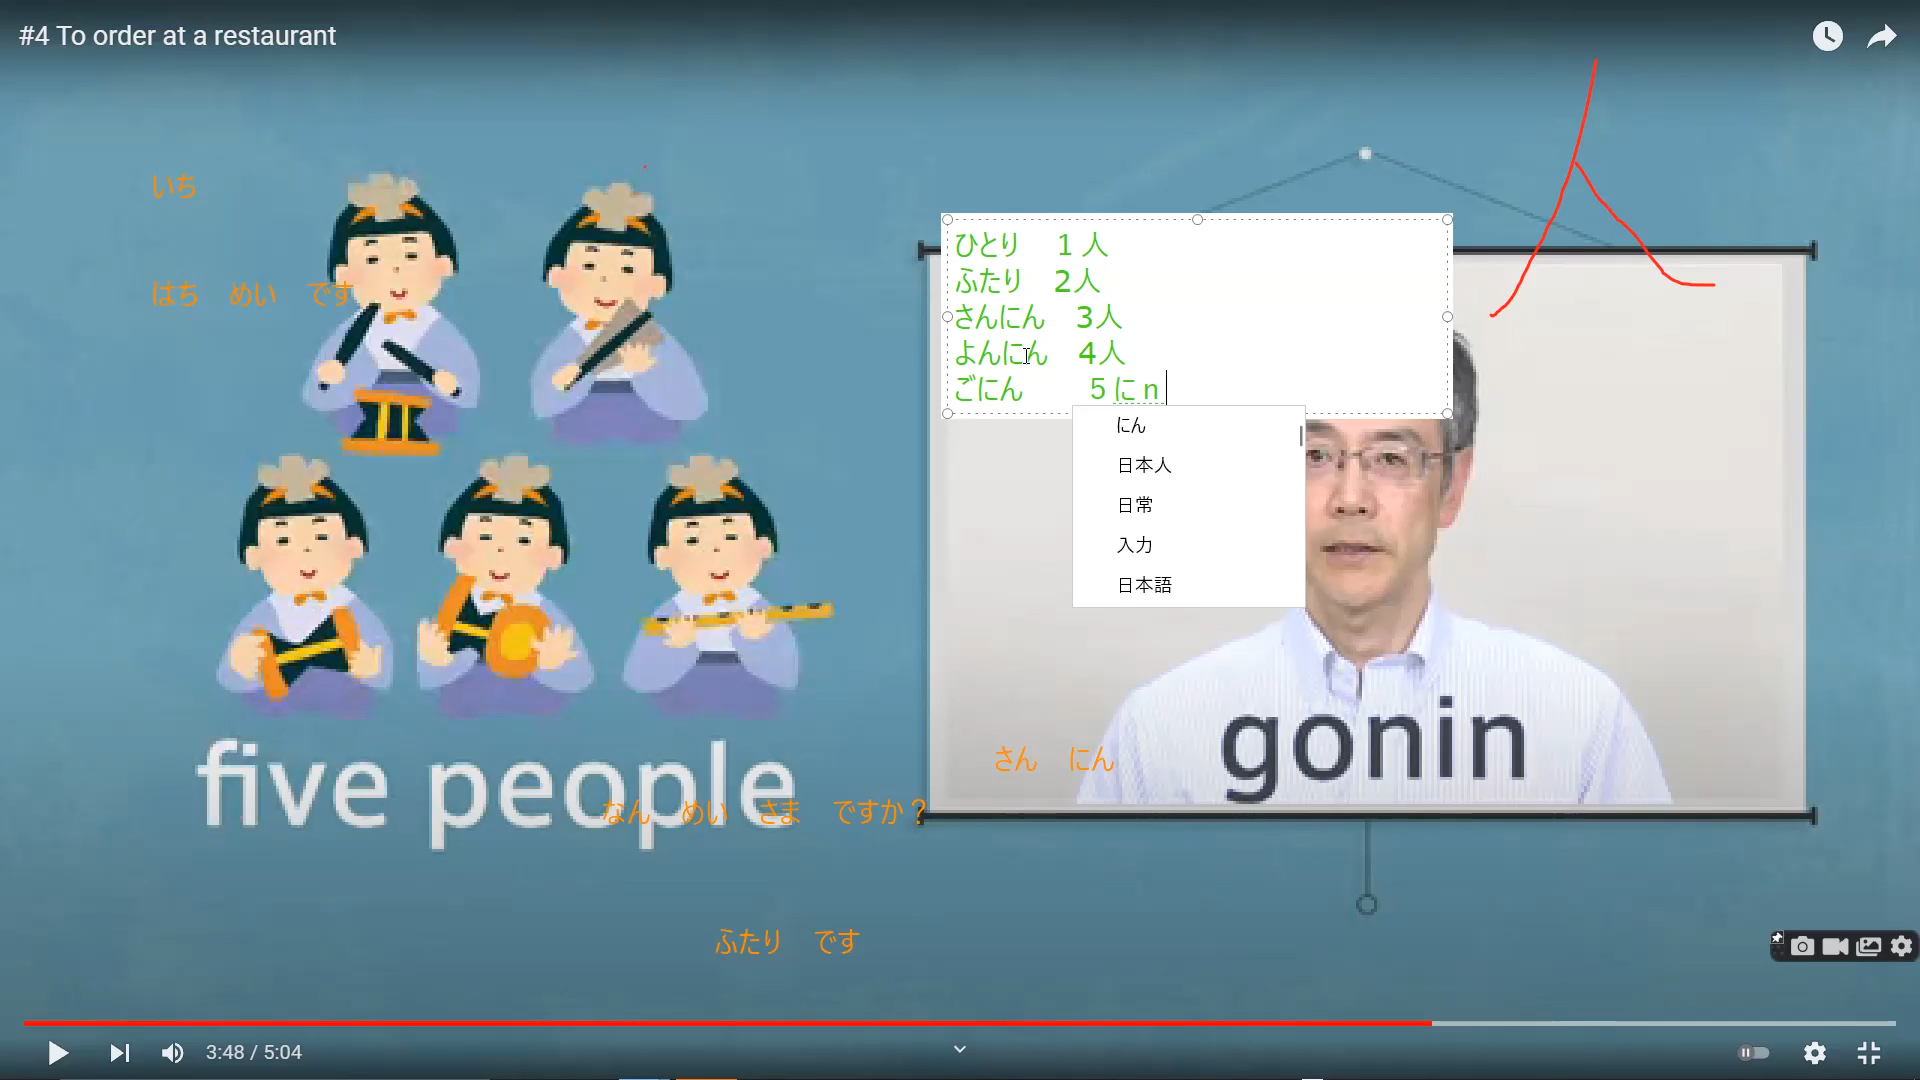 #4 To order at a restaurant
いち
はち　めい　です
ひとり　1 人
ふたり　2人
さんにん　3人
よんにん　4人
ごにん　　5 にn
にん
日本人
日常
入力
日本語
人
gonin
さん　にん
five people
なん　めい　さま　ですか？
ふたり　です
3:48 / 5:04